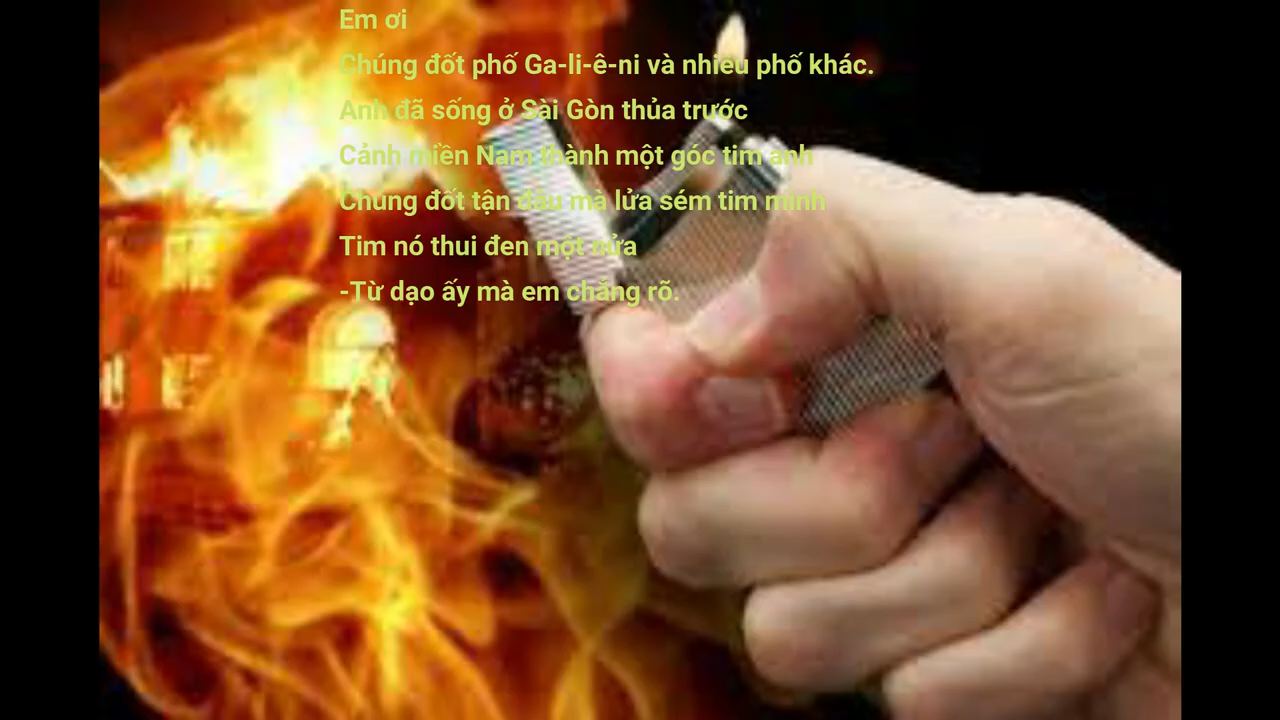 Em ơi
Chúng đốt phố Ga-li-ê-ni và nhiều phố khác.
Anh đã sống ở Sài Gòn thủa trước
Cảnh miền Nam thành một góc tim anh
Chúng đốt tận đâu mà lửa sém tim mình
Tim nó thui đen một nửa
-Từ dạo ấy mà em chẳng rõ.